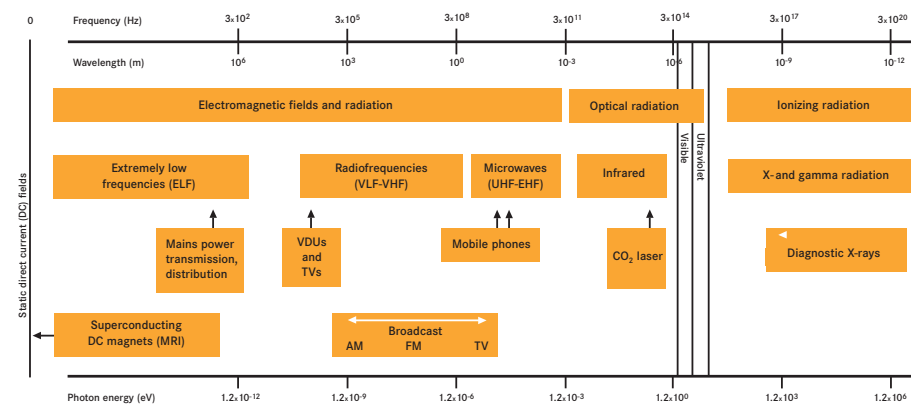 0 Frequency (Hz) 3x10² 3x10⁵ 3x10⁸ 3x10¹¹ 3x10¹⁴ 3x10¹⁷ 3x10²⁰
Wavelength (m) 10⁶ 10³ 10⁰ 10⁻³ 10⁻⁶ 10⁻⁹ 10⁻¹²
Static direct current (DC) fields
Electromagnetic fields and radiation
Optical radiation
Ionizing radiation
Visible
Ultraviolet
Extremely low
frequencies (ELF)
Radiofrequencies
(VLF-VHF)
Microwaves
(UHF-EHF)
Infrared
X-and gamma radiation
Mains power
transmission,
distribution
VDUs
and
TVs
Mobile phones
CO₂ laser
Diagnostic X-rays
Superconducting
DC magnets (MRI)
Broadcast
AM FM TV
Photon energy (eV) 1.2x10⁻¹² 1.2x10⁻⁹ 1.2x10⁻⁶ 1.2x10⁻³ 1.2x10⁰ 1.2x10³ 1.2x10⁶